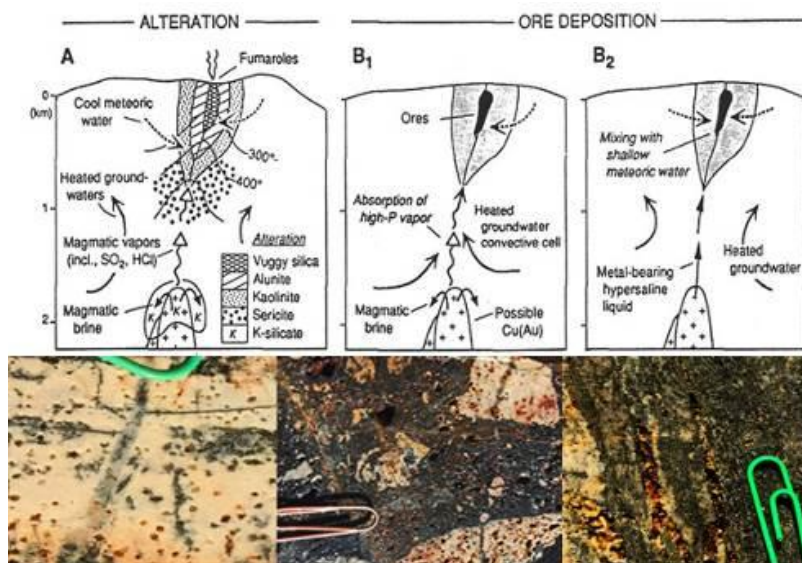 ALTERATION
ORE DEPOSITION
A
Fumaroles
0
(km)
Cool meteoric
water
300°
400°
Heated ground-
waters
1
Magmatic vapors
(incl., SO₂, HCl)
Alteration
Vuggy silica
Alunite
Kaolinite
Sericite
K K-silicate
Magmatic
brine
K
K
K
2
B₁
Ores
Absorption of
high-P vapor
Heated
groundwater
convective cell
Magmatic
brine
Possible
Cu(Au)
B₂
Mixing with
shallow
meteoric water
Metal-bearing
hypersaline
liquid
Heated
groundwater